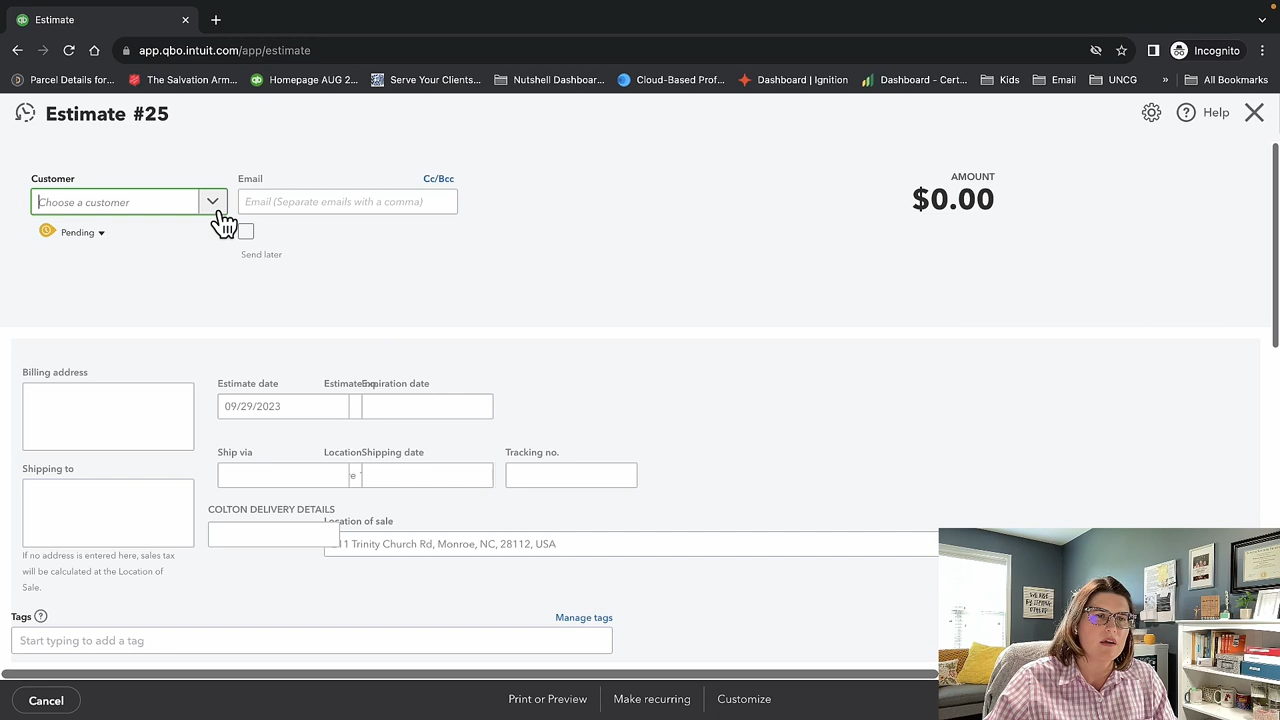 Estimate
app.qbo.intuit.com/app/estimate
Incognito
Parcel Details for...
The Salvation Arm...
Homepage AUG 2...
Serve Your Clients...
Nutshell Dashboar...
Cloud-Based Prof...
Dashboard | Ignition
Dashboard - Cert...
Kids
Email
UNCG
»
All Bookmarks
Estimate #25
Help
Customer
Email
Cc/Bcc
AMOUNT
Choose a customer
Email (Separate emails with a comma)
$0.00
Pending
Send later
Billing address
Estimate date
Expiration date
09/29/2023
Ship via
Location
Shipping date
Tracking no.
Shipping to
COLTON DELIVERY DETAILS
Location of sale
11 Trinity Church Rd, Monroe, NC, 28112, USA
If no address is entered here, sales tax
will be calculated at the Location of
Sale.
Tags
Manage tags
Start typing to add a tag
Cancel
Print or Preview
Make recurring
Customize